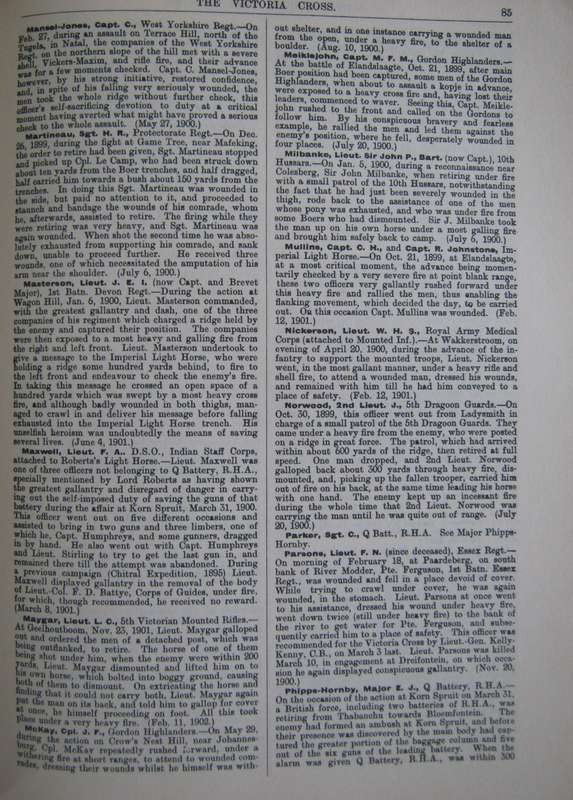 THE VICTORIA CROSS. 85
Mansel-Jones, Capt. C., West Yorkshire Regt.—On
Feb. 27, during an assault on Terrace Hill, north of the
Tugela, in Natal, the companies of the West Yorkshire
Regt. on the northern slope of the hill met with a severe
shell, Vickers-Maxim, and rifle fire, and their advance
was for a few moments checked. Capt. C. Mansel-Jones,
however, by his strong initiative, restored confidence,
and, in spite of his falling very seriously wounded, the
men took the whole ridge without further check, this
officer's self-sacrificing devotion to duty at a critical
moment having averted what might have proved a serious
check to the whole assault. (May 27, 1900.)
Martineau, Sgt. H. R., Protectorate Regt.—On Dec.
26, 1899, during the fight at Game Tree, near Mafeking,
the order to retire had been given, Sgt. Martineau stopped
and picked up Cpl. Le Camp, who had been struck down
about ten yards from the Boer trenches, and half dragged,
half carried him towards a bush about 150 yards from the
trenches. In doing this Sgt. Martineau was wounded in
the side, but paid no attention to it, and proceeded to
staunch and bandage the wounds of his comrade, whom
he, afterwards, assisted to retire. The firing while they
were retiring was very heavy, and Sgt. Martineau was
again wounded. When shot the second time he was abso-
lutely exhausted from supporting his comrade, and sank
down, unable to proceed further. He received three
wounds, one of which necessitated the amputation of his
arm near the shoulder. (July 6, 1900.)
Masterson, Lieut. J. E. I. (now Capt. and Brevet
Major), 1st Batn. Devon Regt.—During the action at
Wagon Hill, Jan. 6, 1900, Lieut. Masterson commanded,
with the greatest gallantry and dash, one of the three
companies of his regiment which charged a ridge held by
the enemy and captured their position. The companies
were then exposed to a most heavy and galling fire from
the right and left front. Lieut. Masterson undertook to
give a message to the Imperial Light Horse, who were
holding a ridge some hundred yards behind, to fire to
the left front and endeavour to check the enemy's fire.
In taking this message he crossed an open space of a
hundred yards which was swept by a most heavy cross
fire, and although badly wounded in both thighs, man-
aged to crawl in and deliver his message before falling
exhausted into the Imperial Light Horse trench. His
unselfish heroism was undoubtedly the means of saving
several lives. (June 4, 1901.)
Maxwell, Lieut. F. A., D.S.O., Indian Staff Corps,
attached to Roberts's Light Horse.—Lieut. Maxwell was
one of three officers not belonging to Q Battery, R.H.A.,
specially mentioned by Lord Roberts as having shown
the greatest gallantry and disregard of danger in carry-
ing out the self-imposed duty of saving the guns of that
battery during the affair at Korn Spruit, March 31, 1900.
This officer went out on five different occasions and
assisted to bring in two guns and three limbers, one of
which he, Capt. Humphreys, and some gunners, dragged
in by hand. He also went out with Capt. Humphreys
and Lieut. Stirling to try to get the last gun in, and
remained there till the attempt was abandoned. During
a previous campaign (Chitral Expedition, 1895) Lieut.
Maxwell displayed gallantry in the removal of the body
of Lieut.-Col. F. D. Battye, Corps of Guides, under fire,
for which, though recommended, he received no reward.
(March 8, 1901.)
Maygar, Lieut. L. C., 5th Victorian Mounted Rifles.—
At Geelhoutboom, Nov. 23, 1901, Lieut. Maygar galloped
out and ordered the men of a detached post, which was
being outflanked, to retire. The horse of one of them
being shot under him, when the enemy were within 200
yards, Lieut. Maygar dismounted and lifted him on to
his own horse, which bolted into boggy ground, causing
both of them to dismount. On extricating the horse and
finding that it could not carry both, Lieut. Maygar again
put the man on its back, and told him to gallop for cover
at once, he himself proceeding on foot. All this took
place under a very heavy fire. (Feb. 11, 1902.)
McKay, Cpl. J. F., Gordon Highlanders.—On May 29,
during the action on Crow's Nest Hill, near Johannes-
burg, Cpl. McKay repeatedly rushed forward, under a
withering fire at short ranges, to attend to wounded com-
rades, dressing their wounds whilst he himself was with-
out shelter, and in one instance carrying a wounded man
from the open, under a heavy fire, to the shelter of a
boulder. (Aug. 10, 1900.)
Meiklejohn, Capt. M. F. M., Gordon Highlanders.—
At the battle of Elandslaagte, Oct. 21, 1899, after main
Boer position had been captured, some men of the Gordon
Highlanders, when about to assault a kopje in advance,
were exposed to a heavy cross fire and, having lost their
leaders, commenced to waver. Seeing this, Capt. Meikle-
john rushed to the front and called on the Gordons to
follow him. By his conspicuous bravery and fearless
example, he rallied the men and led them against the
enemy's position, where he fell, desperately wounded in
four places. (July 20, 1900.)
Milbanke, Lieut. Sir John P., Bart. (now Capt.), 10th
Hussars.—On Jan. 5, 1900, during a reconnaissance near
Colesberg, Sir John Milbanke, when retiring under fire
with a small patrol of the 10th Hussars, notwithstanding
the fact that he had just been severely wounded in the
thigh, rode back to the assistance of one of the men
whose pony was exhausted, and who was under fire from
some Boers who had dismounted. Sir J. Milbanke took
the man up on his own horse under a most galling fire
and brought him safely back to camp. (July 6, 1900.)
Mullins, Capt. C. H., and Capt. R. Johnstone, Im-
perial Light Horse.—On Oct. 21, 1899, at Elandslaagte,
at a most critical moment, the advance being momen-
tarily checked by a very severe fire at point blank range,
these two officers very gallantly rushed forward under
this heavy fire and rallied the men, thus enabling the
flanking movement, which decided the day, to be carried
out. On this occasion Capt. Mullins was wounded. (Feb.
12, 1901.)
Nickerson, Lieut. W. H. S., Royal Army Medical
Corps (attached to Mounted Inf.).—At Wakkerstroom, on
evening of April 20, 1900, during the advance of the in-
fantry to support the mounted troops, Lieut. Nickerson
went, in the most gallant manner, under a heavy rifle and
shell fire, to attend a wounded man, dressed his wounds,
and remained with him till he had him conveyed to a
place of safety. (Feb. 12, 1901.)
Norwood, 2nd Lieut. J., 5th Dragoon Guards.—On
Oct. 30, 1899, this officer went out from Ladysmith in
charge of a small patrol of the 5th Dragoon Guards. They
came under a heavy fire from the enemy, who were posted
on a ridge in great force. The patrol, which had arrived
within about 600 yards of the ridge, then retired at full
speed. One man dropped, and 2nd Lieut. Norwood
galloped back about 300 yards through heavy fire, dis-
mounted, and, picking up the fallen trooper, carried him
out of fire on his back, at the same time leading his horse
with one hand. The enemy kept up an incessant fire
during the whole time that 2nd Lieut. Norwood was
carrying the man until he was quite out of range. (July
20, 1900.)
Parker, Sgt. C., Q Batt., R.H.A. See Major Phipps-
Hornby.
Parsons, Lieut. F. N. (since deceased), Essex Regt.—
On morning of February 18, at Paardeberg, on south
bank of River Modder, Pte. Ferguson, 1st Batn. Essex
Regt., was wounded and fell in a place devoid of cover.
While trying to crawl under cover, he was again
wounded, in the stomach. Lieut. Parsons at once went
to his assistance, dressed his wound under heavy fire,
went down twice (still under heavy fire) to the bank of
the river to get water for Pte. Ferguson, and subse-
quently carried him to a place of safety. This officer was
recommended for the Victoria Cross by Lieut.-Gen. Kelly-
Kenny, C.B., on March 3 last. Lieut. Parsons was killed
March 10, in engagement at Dreifontein, on which occa-
sion he again displayed conspicuous gallantry. (Nov. 20,
1900.)
Phipps-Hornby, Major E. J., Q Battery, R.H.A.—
On the occasion of the action at Korn Spruit on March 31,
a British force, including two batteries of R.H.A., was
retiring from Thabanchu towards Bloemfontein. The
enemy had formed an ambush at Korn Spruit, and before
their presence was discovered by the main body had cap-
tured the greater portion of the baggage column and five
out of the six guns of the leading battery. When the
alarm was given Q Battery, R.H.A., was within 300